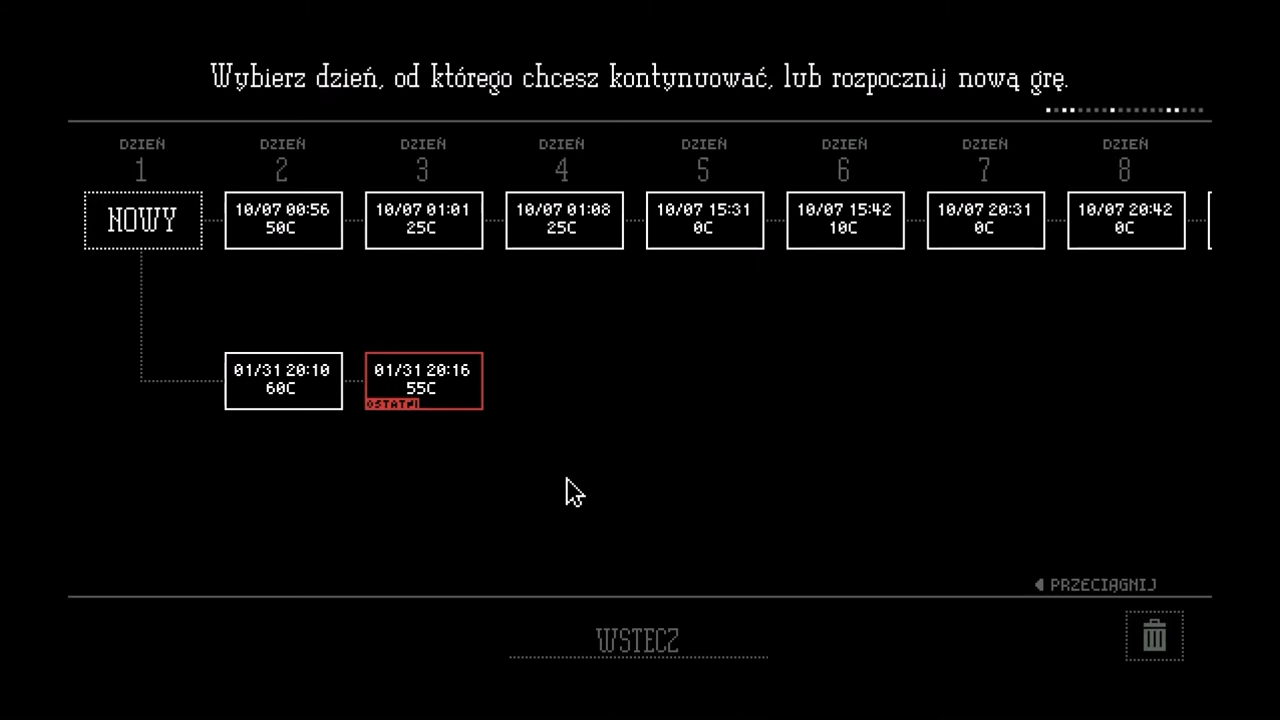 Wybierz dzień, od którego chcesz kontynuować, lub rozpocznij nową grę.
DZIEŃ DZIEŃ DZIEŃ DZIEŃ DZIEŃ DZIEŃ DZIEŃ DZIEŃ
1 2 3 4 5 6 7 8
NOWY 10/07 00:56 10/07 01:01 10/07 01:08 10/07 15:31 10/07 15:42 10/07 20:31 10/07 20:42
50C 25C 25C 0C 10C 0C 0C
01/31 20:10 01/31 20:16
60C 55C
OSTATNI
PRZECIĄGNIJ
WSTECZ